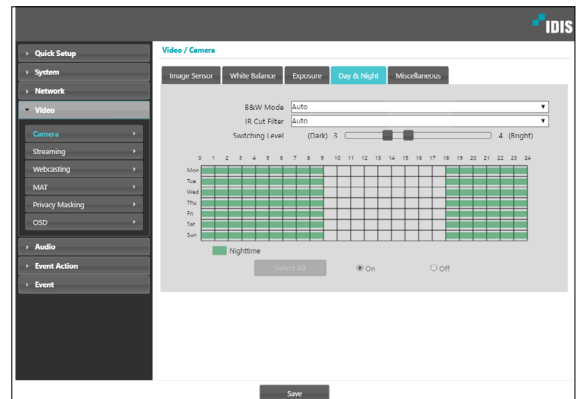 IDIS
Quick Setup
System
Network
Video
Camera
Streaming
Webcasting
MAT
Privacy Masking
OSD
Audio
Event Action
Event
Video / Camera
Image Sensor White Balance Exposure Day & Night Miscellaneous
B&W Mode Auto
IR Cut Filter Auto
Switching Level (Dark) 3 4 (Bright)
0 1 2 3 4 5 6 7 8 9 10 11 12 13 14 15 16 17 18 19 20 21 22 23 24
Mon
Tue
Wed
Thu
Fri
Sat
Sun
Nighttime
Select All On Off
Save